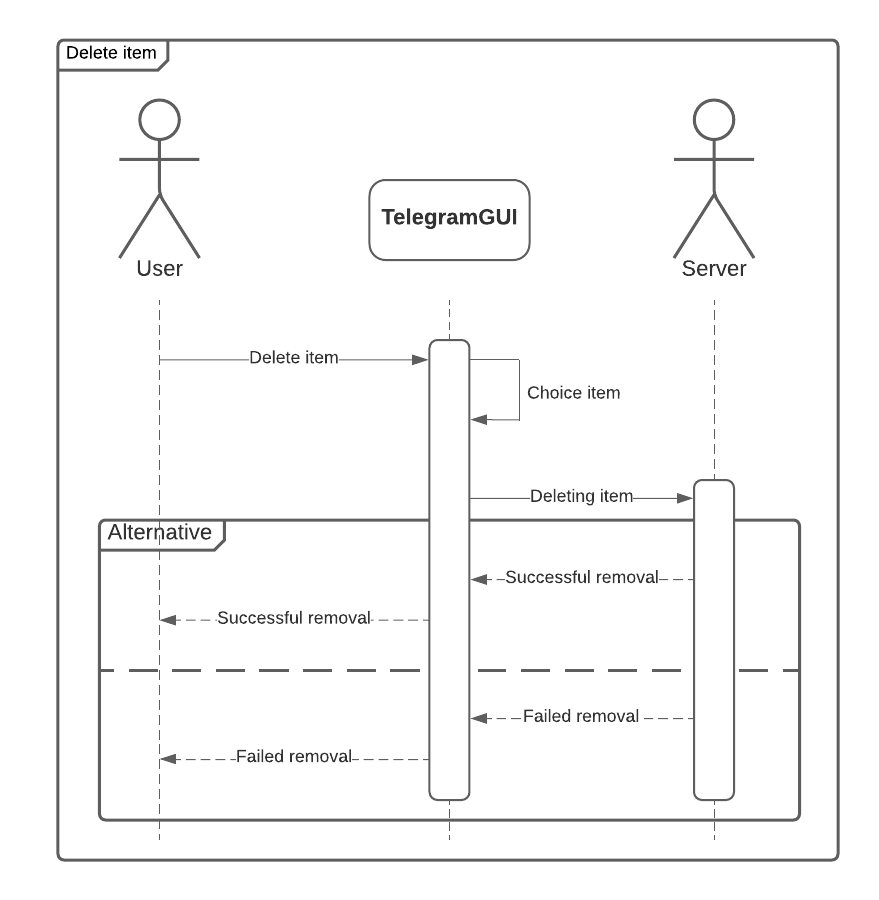 Delete item
TelegramGUI
User
Server
Delete item
Choice item
Deleting item
Alternative
Successful removal
Successful removal
Failed removal
Failed removal